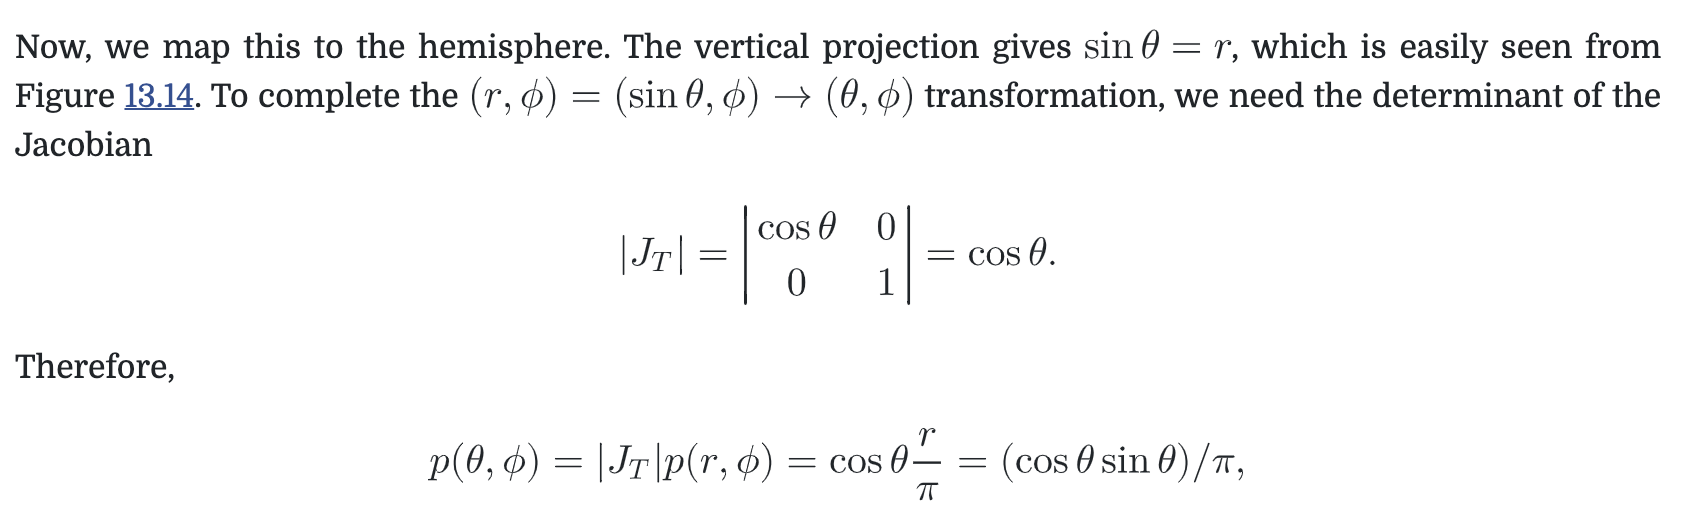 Now, we map this to the hemisphere. The vertical projection gives sin θ = r, which is easily seen from
Figure 13.14. To complete the (r, ϕ) = (sin θ, ϕ) → (θ, ϕ) transformation, we need the determinant of the
Jacobian
|J_T| = |cos θ 0; 0 1| = cos θ.
Therefore,
p(θ, ϕ) = |J_T|p(r, ϕ) = cos θ r/π = (cos θ sin θ)/π,